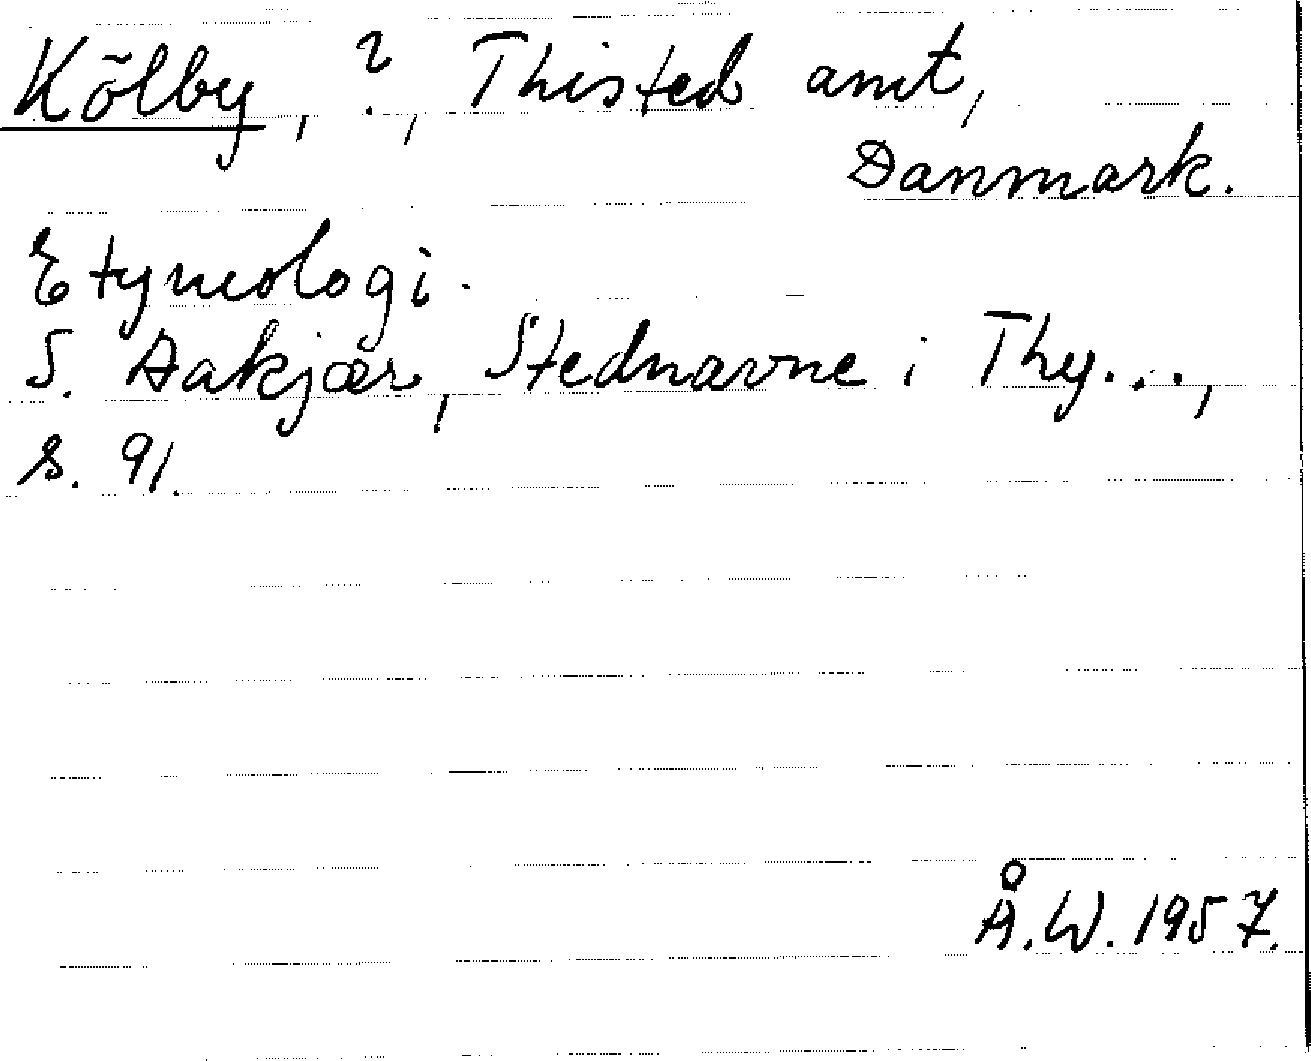 Kölby, ?, Thisted amt,
Danmark.
Etymologi.
S. Aakjær, Stednavne i Thy...,
s. 91.
Å.W. 1957.